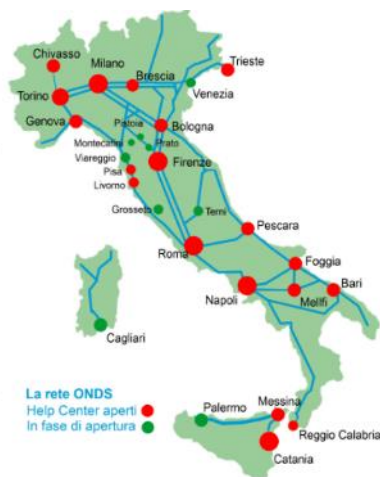 Chivasso
Milano
Trieste
Brescia
Torino
Venezia
Genova
Pistoia
Bologna
Montecatini
Prato
Viareggio
Firenze
Pisa
Livorno
Grosseto
Terni
Pescara
Roma
Foggia
Bari
Napoli
Mellfi
Cagliari
La rete ONDS
Help Center aperti
In fase di apertura
Palermo
Messina
Reggio Calabria
Catania